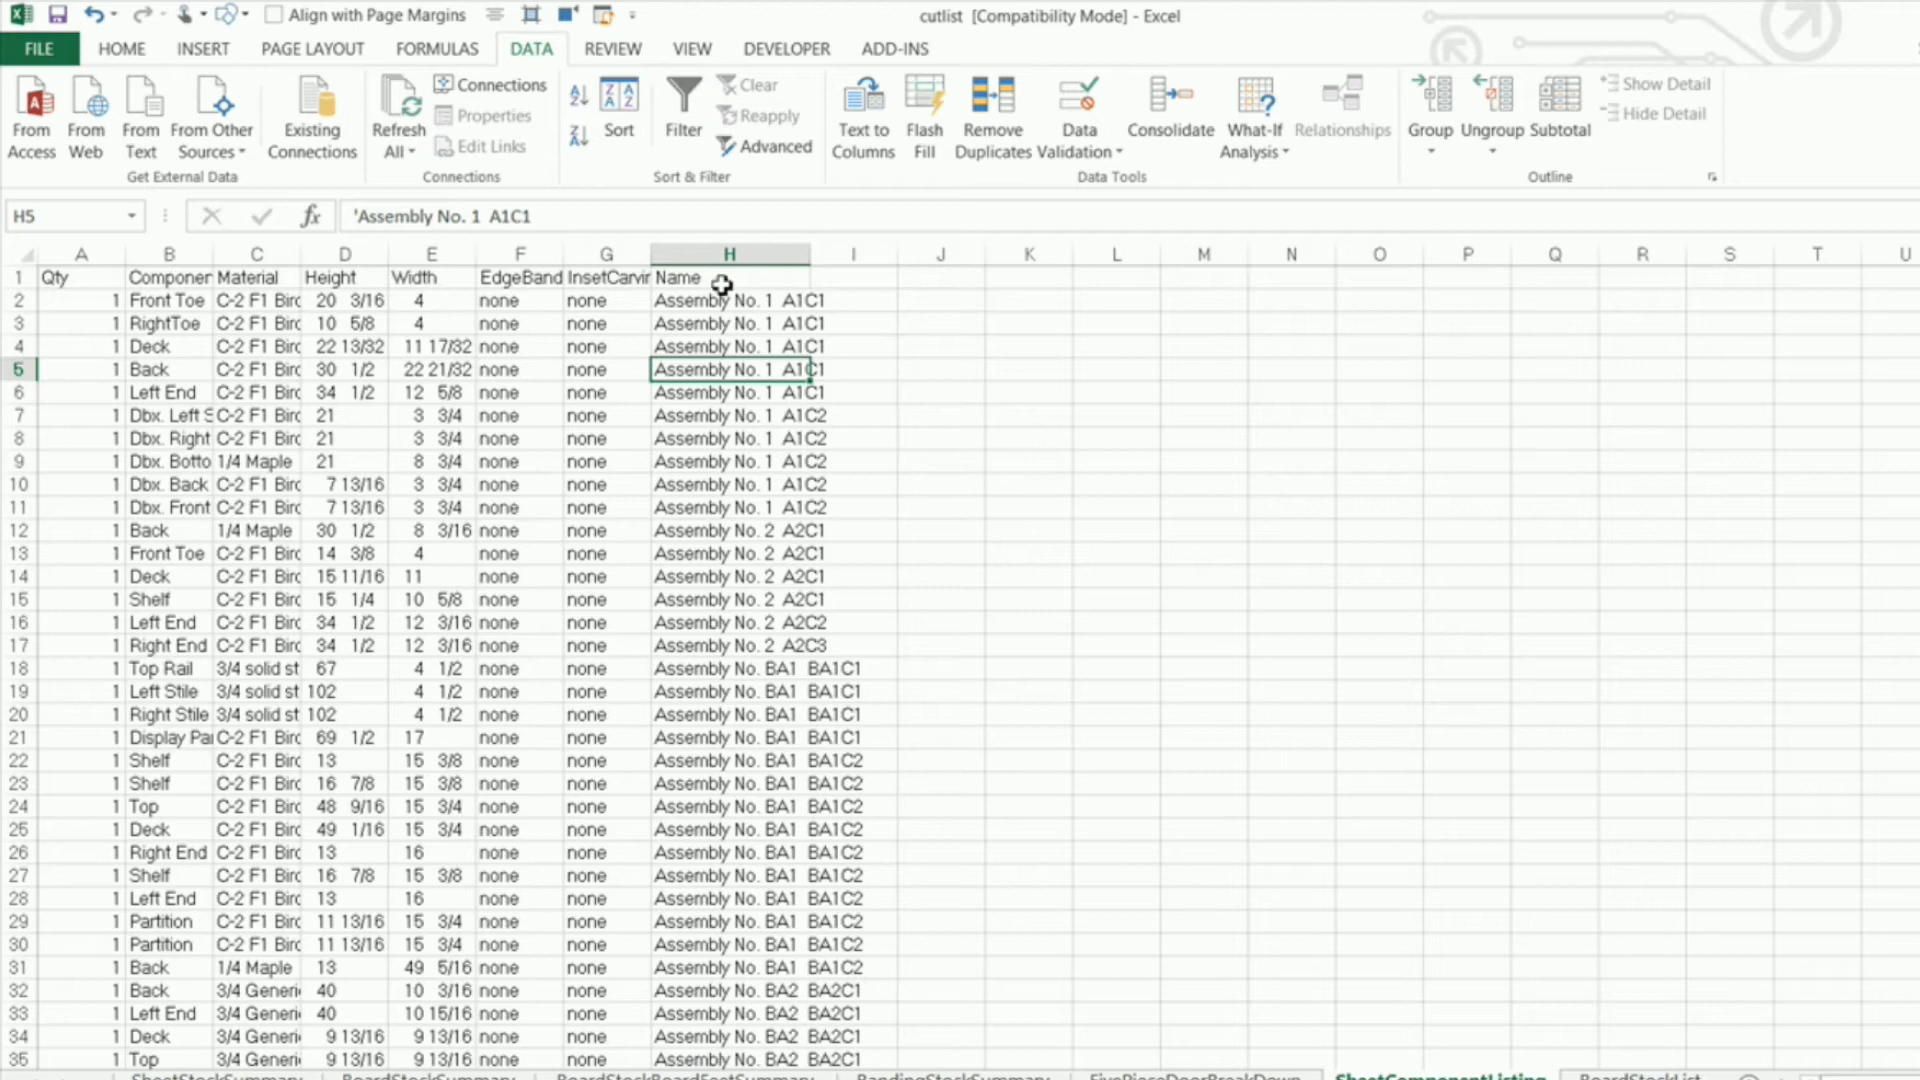 Align with Page Margins
cutlist [Compatibility Mode] - Excel
FILE HOME INSERT PAGE LAYOUT FORMULAS DATA REVIEW VIEW DEVELOPER ADD-INS
From Access From Web From Text From Other Sources Existing Connections Refresh All Connections Properties Edit Links Sort Filter Clear Reapply Advanced Text to Columns Flash Fill Remove Duplicates Data Validation Consolidate What-If Analysis Relationships Group Ungroup Subtotal Show Detail Hide Detail
Get External Data Connections Sort & Filter Data Tools Outline
H5 fx 'Assembly No. 1 A1C1
A B C D E F G H I J K L M N O P Q R S T U
1 Qty Componer Material Height Width EdgeBand InsetCarvir Name
2 1 Front Toe C-2 F1 Birc 20 3/16 4 none none Assembly No. 1 A1C1
3 1 RightToe C-2 F1 Birc 10 5/8 4 none none Assembly No. 1 A1C1
4 1 Deck C-2 F1 Birc 22 13/32 11 17/32 none none Assembly No. 1 A1C1
5 1 Back C-2 F1 Birc 30 1/2 22 21/32 none none Assembly No. 1 A1C1
6 1 Left End C-2 F1 Birc 34 1/2 12 5/8 none none Assembly No. 1 A1C1
7 1 Dbx. Left S C-2 F1 Birc 21 3 3/4 none none Assembly No. 1 A1C2
8 1 Dbx. Right C-2 F1 Birc 21 3 3/4 none none Assembly No. 1 A1C2
9 1 Dbx. Botto 1/4 Maple 21 8 3/4 none none Assembly No. 1 A1C2
10 1 Dbx. Back C-2 F1 Birc 7 13/16 3 3/4 none none Assembly No. 1 A1C2
11 1 Dbx. Front C-2 F1 Birc 7 13/16 3 3/4 none none Assembly No. 1 A1C2
12 1 Back 1/4 Maple 30 1/2 8 3/16 none none Assembly No. 2 A2C1
13 1 Front Toe C-2 F1 Birc 14 3/8 4 none none Assembly No. 2 A2C1
14 1 Deck C-2 F1 Birc 15 11/16 11 none none Assembly No. 2 A2C1
15 1 Shelf C-2 F1 Birc 15 1/4 10 5/8 none none Assembly No. 2 A2C1
16 1 Left End C-2 F1 Birc 34 1/2 12 3/16 none none Assembly No. 2 A2C2
17 1 Right End C-2 F1 Birc 34 1/2 12 3/16 none none Assembly No. 2 A2C3
18 1 Top Rail 3/4 solid st 67 4 1/2 none none Assembly No. BA1 BA1C1
19 1 Left Stile 3/4 solid st 102 4 1/2 none none Assembly No. BA1 BA1C1
20 1 Right Stile 3/4 solid st 102 4 1/2 none none Assembly No. BA1 BA1C1
21 1 Display Pa C-2 F1 Birc 69 1/2 17 none none Assembly No. BA1 BA1C1
22 1 Shelf C-2 F1 Birc 13 15 3/8 none none Assembly No. BA1 BA1C2
23 1 Shelf C-2 F1 Birc 16 7/8 15 3/8 none none Assembly No. BA1 BA1C2
24 1 Top C-2 F1 Birc 48 9/16 15 3/4 none none Assembly No. BA1 BA1C2
25 1 Deck C-2 F1 Birc 49 1/16 15 3/4 none none Assembly No. BA1 BA1C2
26 1 Right End C-2 F1 Birc 13 16 none none Assembly No. BA1 BA1C2
27 1 Shelf C-2 F1 Birc 16 7/8 15 3/8 none none Assembly No. BA1 BA1C2
28 1 Left End C-2 F1 Birc 13 16 none none Assembly No. BA1 BA1C2
29 1 Partition C-2 F1 Birc 11 13/16 15 3/4 none none Assembly No. BA1 BA1C2
30 1 Partition C-2 F1 Birc 11 13/16 15 3/4 none none Assembly No. BA1 BA1C2
31 1 Back 1/4 Maple 13 49 5/16 none none Assembly No. BA1 BA1C2
32 1 Back 3/4 Generi 40 10 3/16 none none Assembly No. BA2 BA2C1
33 1 Left End 3/4 Generi 40 10 15/16 none none Assembly No. BA2 BA2C1
34 1 Deck 3/4 Generi 9 13/16 9 13/16 none none Assembly No. BA2 BA2C1
35 1 Top 3/4 Generi 9 13/16 9 13/16 none none Assembly No. BA2 BA2C1
SheetStockSummary BoardStockSummary BoardStockBoardFeetSummary BandingStockSummary FivePieceDoorBreakDown SheetComponentListing BoardStockList